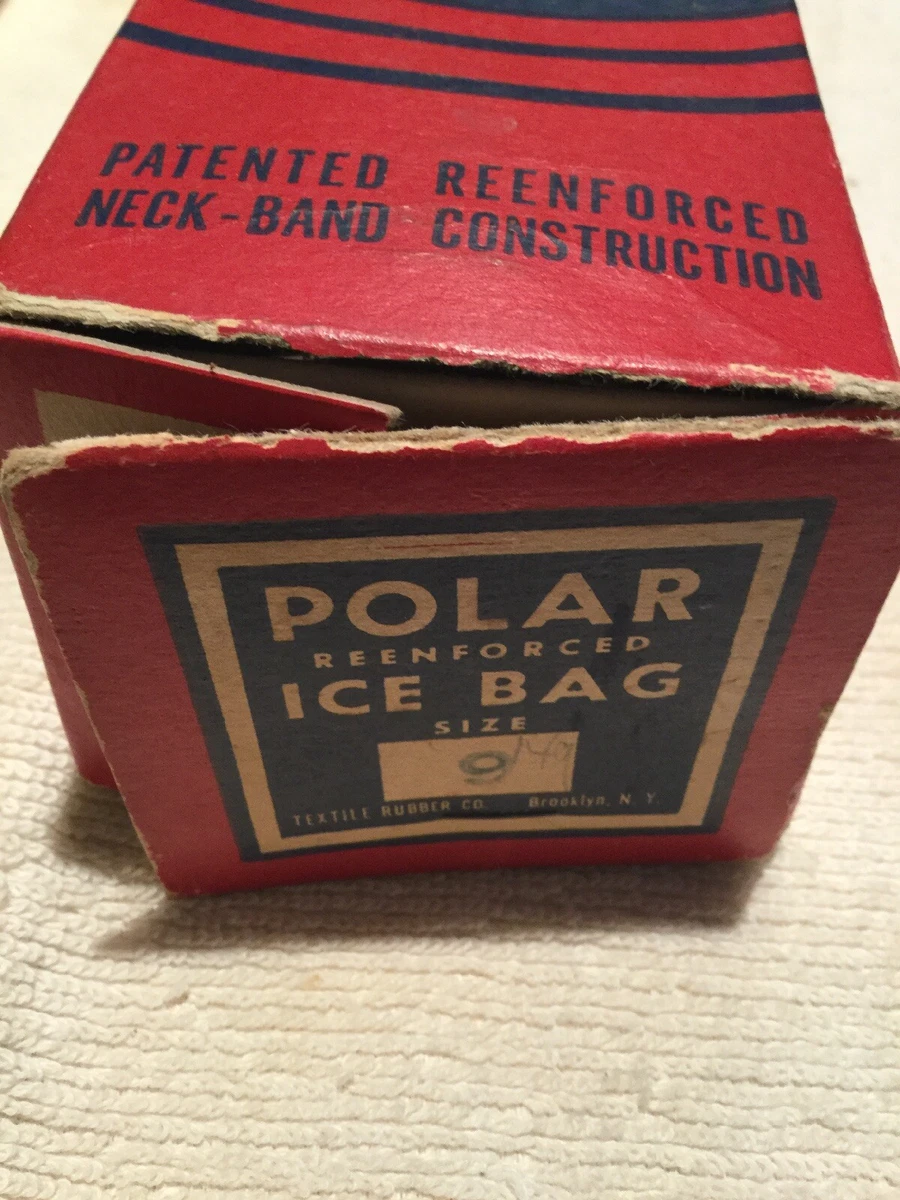 PATENTED REENFORCED
NECK-BAND CONSTRUCTION
POLAR
REENFORCED
ICE BAG
SIZE
9
TEXTILE RUBBER CO. Brooklyn, N. Y.